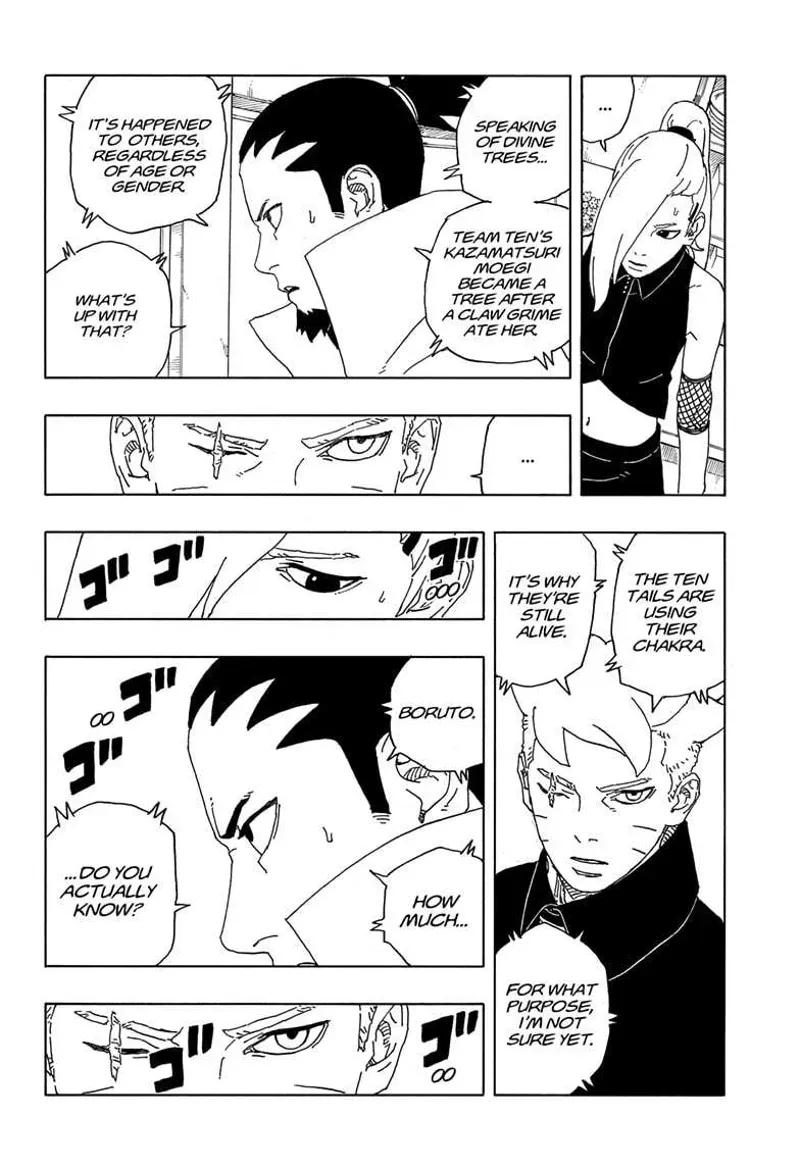 ...
SPEAKING
OF DIVINE
TREES...
TEAM TEN'S
KAZAMATSURI
MOEGI
BECAME A
TREE AFTER
A CLAW GRIME
ATE HER.
IT'S HAPPENED
TO OTHERS,
REGARDLESS
OF AGE OR
GENDER.
WHAT'S
UP WITH
THAT?
...
THE TEN
TAILS ARE
USING
THEIR
CHAKRA.
IT'S WHY
THEY'RE
STILL
ALIVE.
FOR WHAT
PURPOSE,
I'M NOT
SURE YET.
ゴゴゴ
BORUTO.
HOW
MUCH...
...DO YOU
ACTUALLY
KNOW?
ゴゴ
ゴゴ